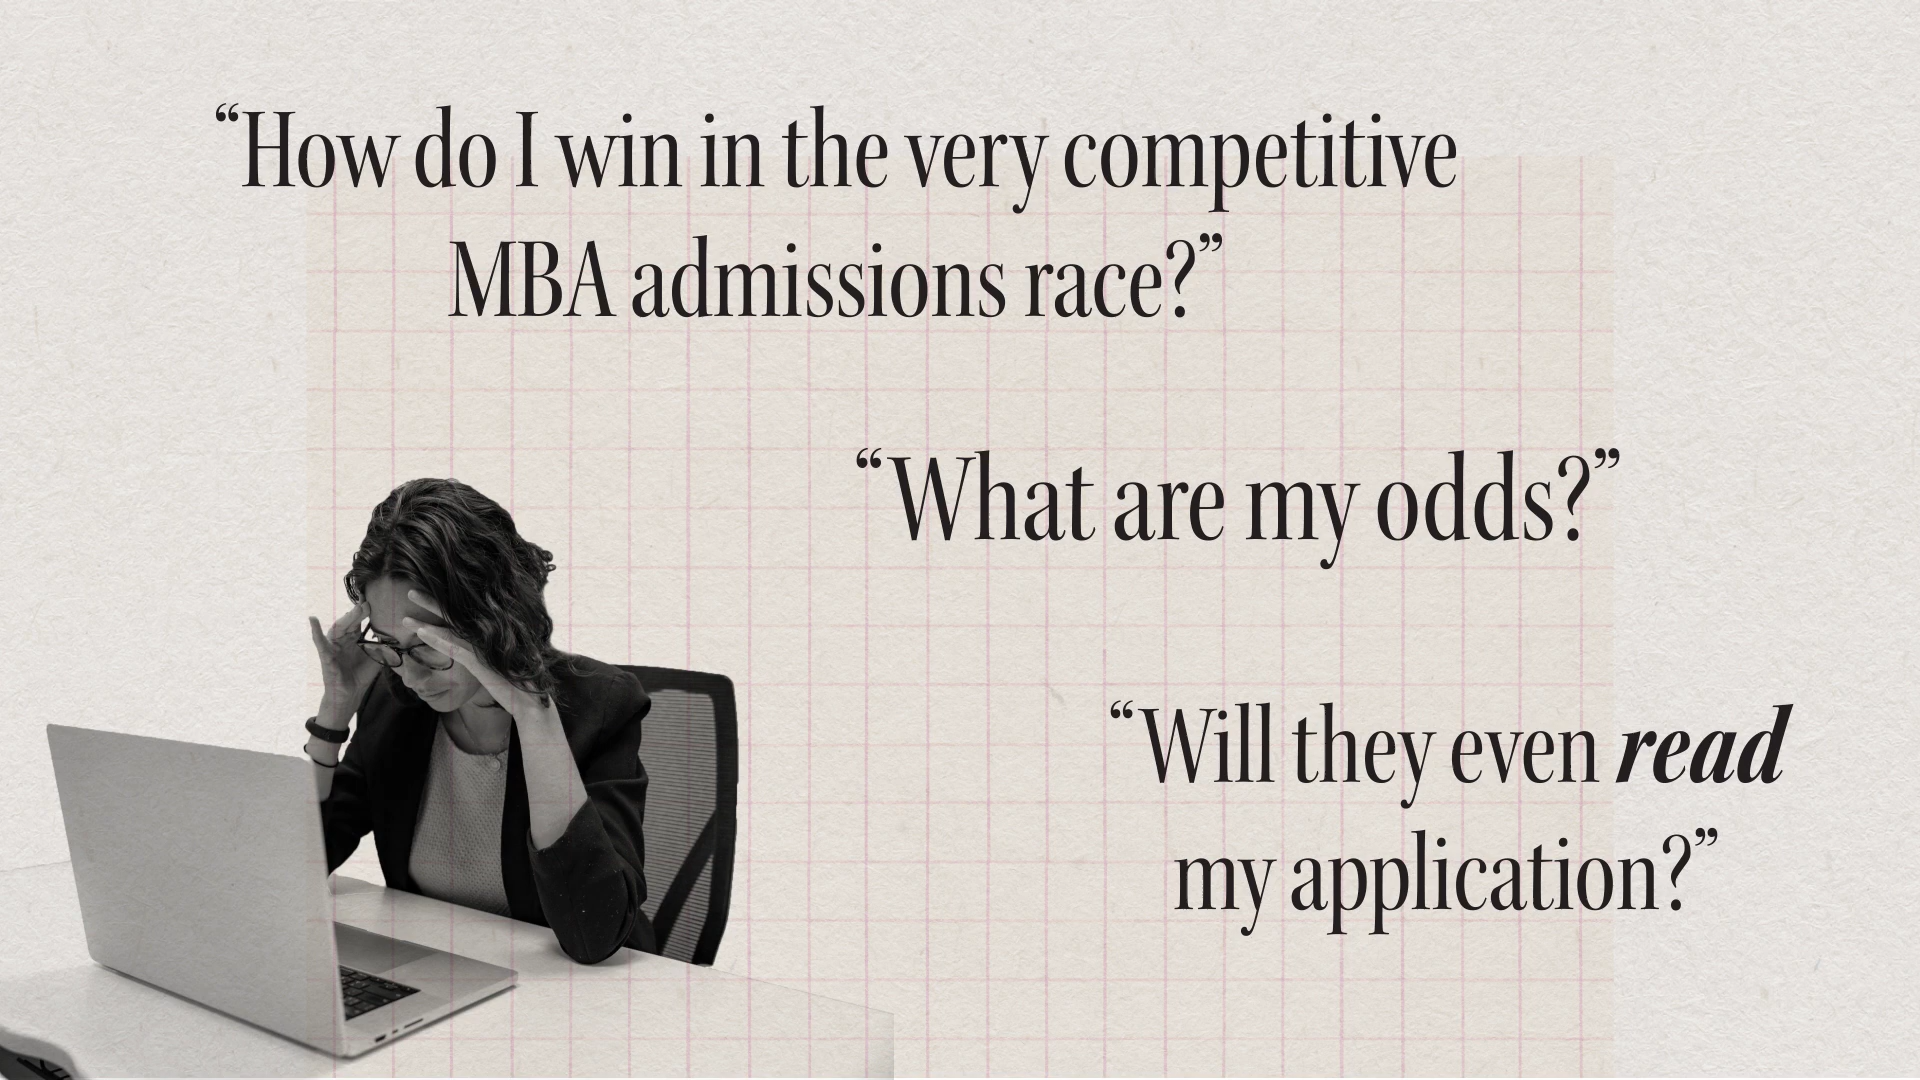 “How do I win in the very competitive
MBA admissions race?”
“What are my odds?”
“Will they even read
my application?”